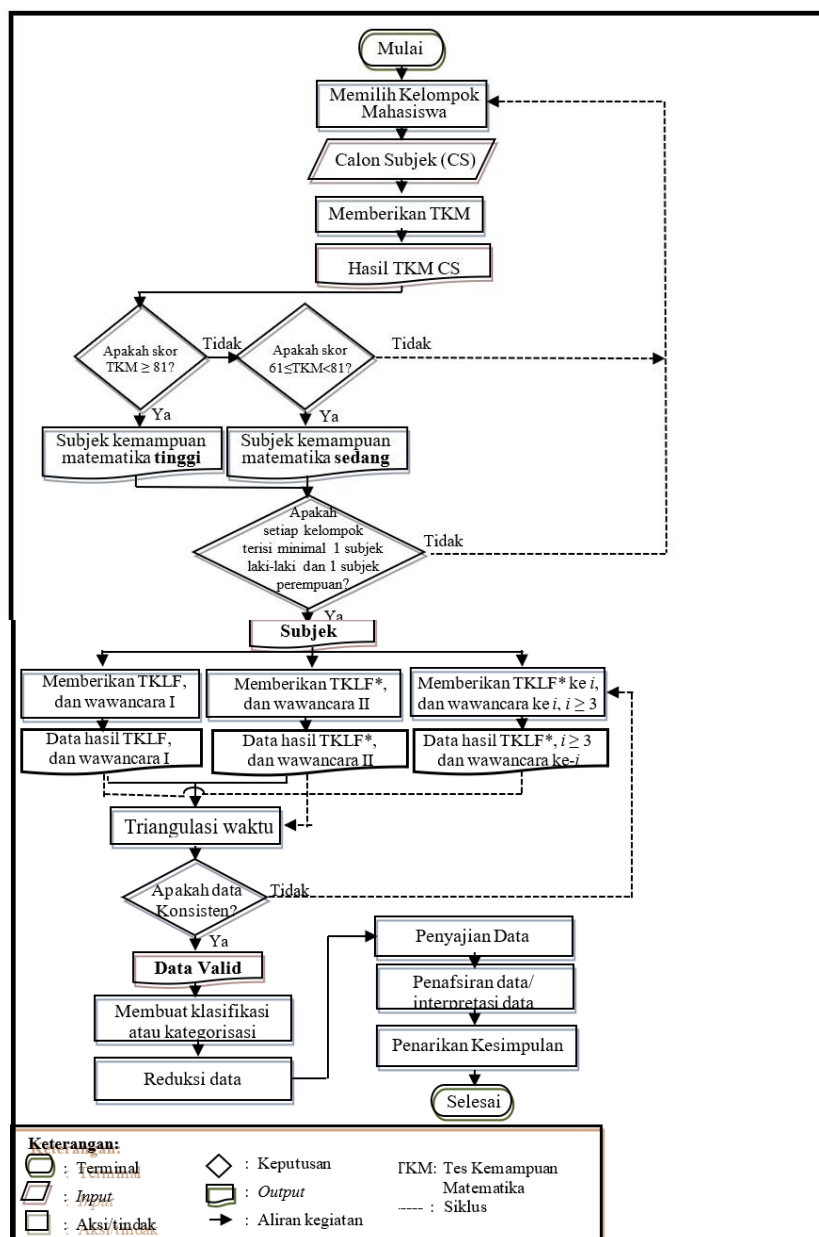 Mulai
Memilih Kelompok
Mahasiswa
Calon Subjek (CS)
Memberikan TKM
Hasil TKM CS
Apakah skor
TKM ≥ 81?
Tidak
Apakah skor
61≤TKM<81?
Tidak
Ya
Ya
Subjek kemampuan
matematika tinggi
Subjek kemampuan
matematika sedang
Apakah
setiap kelompok
terisi minimal 1 subjek
laki-laki dan 1 subjek
perempuan?
Tidak
Ya
Subjek
Memberikan TKLF,
dan wawancara I
Memberikan TKLF*,
dan wawancara II
Memberikan TKLF* ke i,
dan wawancara ke i, i ≥ 3
Data hasil TKLF,
dan wawancara I
Data hasil TKLF*,
dan wawancara II
Data hasil TKLF*, i ≥ 3
dan wawancara ke-i
Triangulasi waktu
Apakah data
Konsisten?
Tidak
Ya
Data Valid
Membuat klasifikasi
atau kategorisasi
Reduksi data
Penyajian Data
Penafsiran data/
interpretasi data
Penarikan Kesimpulan
Selesai
Keterangan:
: Terminal
: Input
: Aksi/tindak
: Keputusan
: Output
: Aliran kegiatan
TKM: Tes Kemampuan
Matematika
----- : Siklus